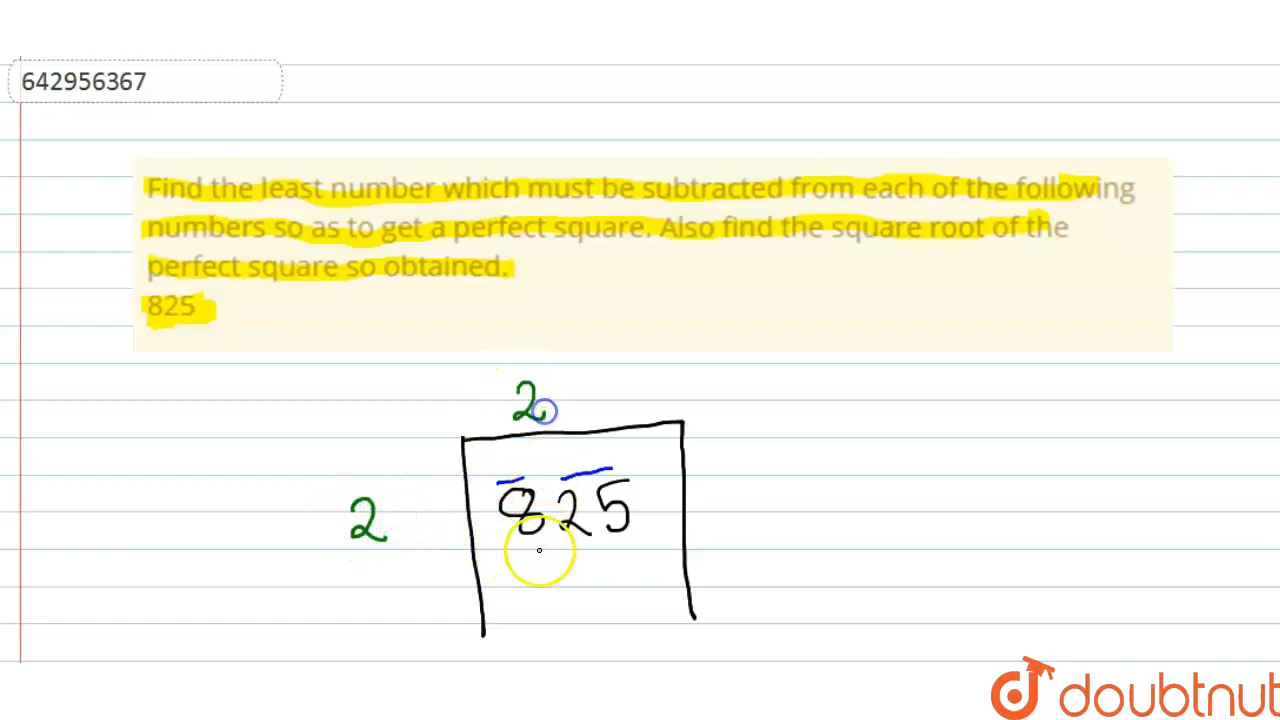 642956367
Find the least number which must be subtracted from each of the following
numbers so as to get a perfect square. Also find the square root of the
perfect square so obtained.
825
2
2
825
doubtnut